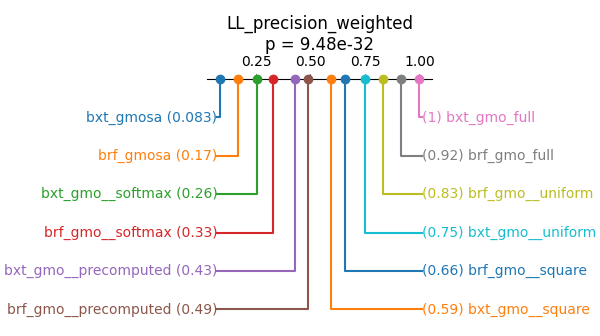 LL_precision_weighted
p = 9.48e-32
0.25 0.50 0.75 1.00
bxt_gmosa (0.083)
(1) bxt_gmo_full
brf_gmosa (0.17)
(0.92) brf_gmo_full
bxt_gmo__softmax (0.26)
(0.83) brf_gmo__uniform
brf_gmo__softmax (0.33)
(0.75) bxt_gmo__uniform
bxt_gmo__precomputed (0.43)
(0.66) brf_gmo__square
brf_gmo__precomputed (0.49)
(0.59) bxt_gmo__square